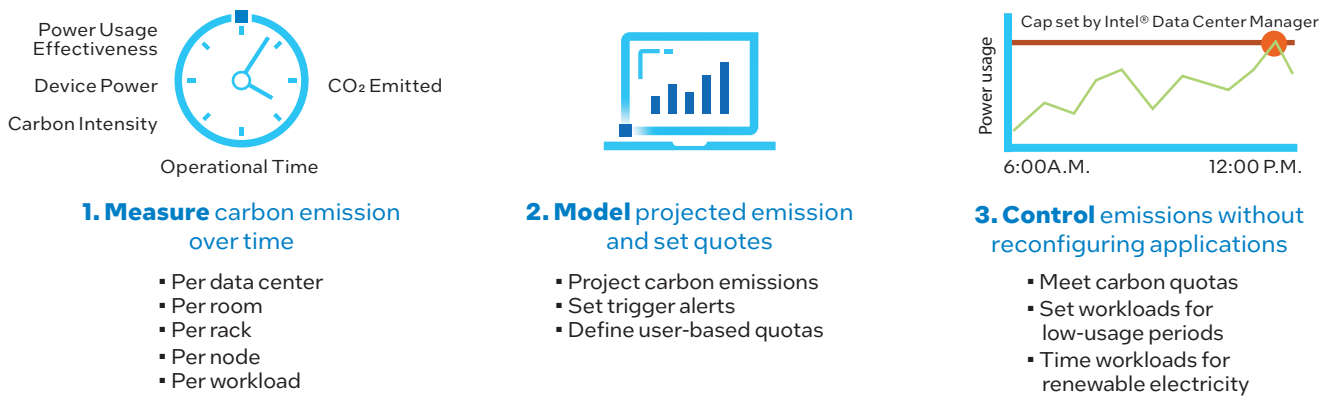 Power Usage
Effectiveness
Device Power
Carbon Intensity
CO₂ Emitted
Operational Time
1. Measure carbon emission
over time
▪ Per data center
▪ Per room
▪ Per rack
▪ Per node
▪ Per workload
2. Model projected emission
and set quotes
▪ Project carbon emissions
▪ Set trigger alerts
▪ Define user-based quotas
Cap set by Intel® Data Center Manager
Power usage
6:00A.M.
12:00 P.M.
3. Control emissions without
reconfiguring applications
▪ Meet carbon quotas
▪ Set workloads for
low-usage periods
▪ Time workloads for
renewable electricity